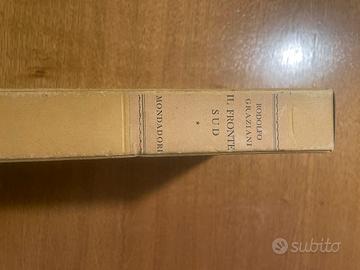 RODOLFO
GRAZIANI
IL FRONTE
SUD
*
MONDADORI
subito